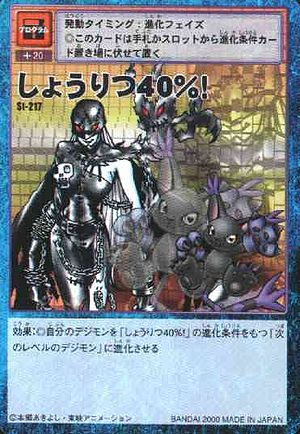 プログラム
+20
発動タイミング:進化フェイズ
◎このカードは手札かスロットから進化条件カー
ド置き場に伏せて置く
しょうりつ40%!
St-217
効果:◎自分のデジモンを「しょうりつ40%!」の進化条件をもつ「次
のレベルのデジモン」に進化させる
©本郷あきよし・東映アニメーション
BANDAI 2000 MADE IN JAPAN